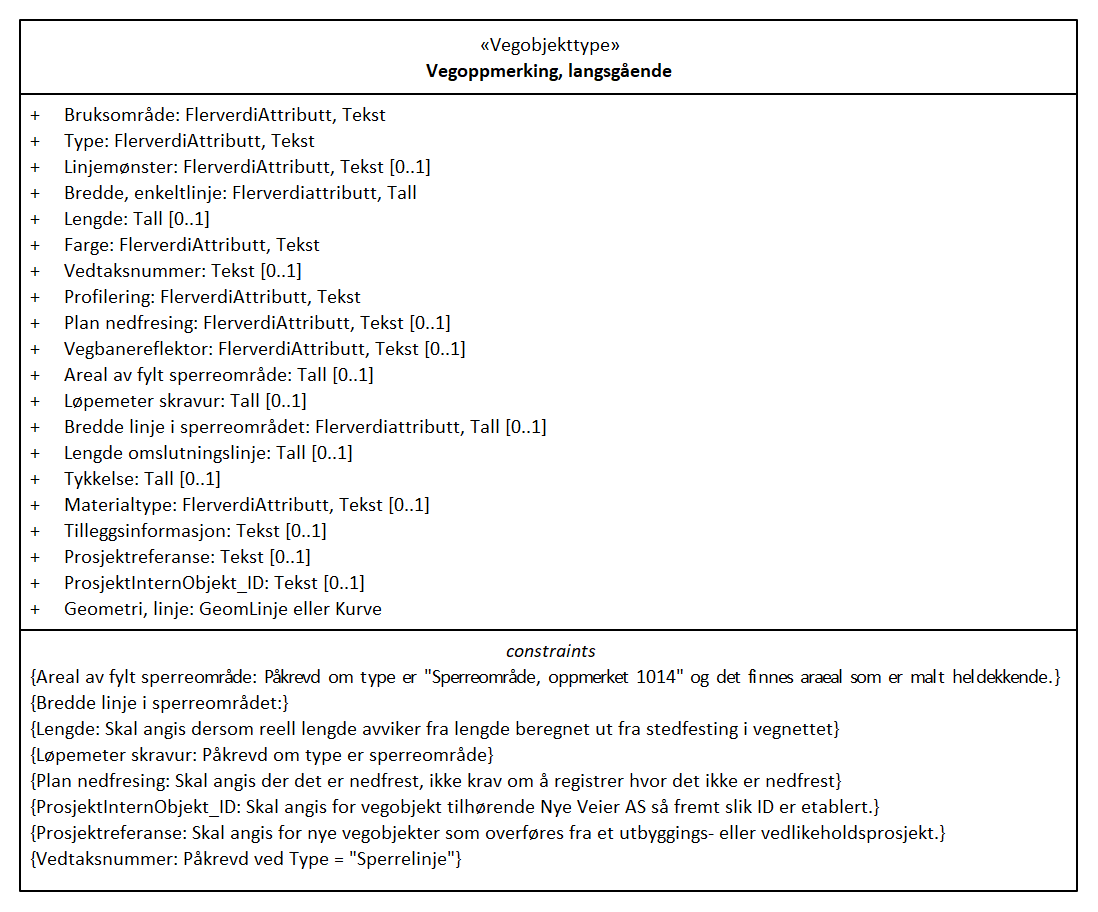 «Vegobjekttype»
Vegoppmerking, langsgående
+ Bruksområde: FlerverdiAttributt, Tekst
+ Type: FlerverdiAttributt, Tekst
+ Linjemønster: FlerverdiAttributt, Tekst [0..1]
+ Bredde, enkeltlinje: Flerverdiattributt, Tall
+ Lengde: Tall [0..1]
+ Farge: FlerverdiAttributt, Tekst
+ Vedtaksnummer: Tekst [0..1]
+ Profilering: FlerverdiAttributt, Tekst
+ Plan nedfresing: FlerverdiAttributt, Tekst [0..1]
+ Vegbanereflektor: FlerverdiAttributt, Tekst [0..1]
+ Areal av fylt sperreområde: Tall [0..1]
+ Løpemeter skravur: Tall [0..1]
+ Bredde linje i sperreområdet: Flerverdiattributt, Tall [0..1]
+ Lengde omslutningslinje: Tall [0..1]
+ Tykkelse: Tall [0..1]
+ Materialtype: FlerverdiAttributt, Tekst [0..1]
+ Tilleggsinformasjon: Tekst [0..1]
+ Prosjektreferanse: Tekst [0..1]
+ ProsjektInternObjekt_ID: Tekst [0..1]
+ Geometri, linje: GeomLinje eller Kurve
constraints
{Areal av fylt sperreområde: Påkrevd om type er "Sperreområde, oppmerket 1014" og det finnes araeal som er malt heldekkende.}
{Bredde linje i sperreområdet:}
{Lengde: Skal angis dersom reell lengde avviker fra lengde beregnet ut fra stedfesting i vegnettet}
{Løpemeter skravur: Påkrevd om type er sperreområde}
{Plan nedfresing: Skal angis der det er nedfrest, ikke krav om å registrer hvor det ikke er nedfrest}
{ProsjektInternObjekt_ID: Skal angis for vegobjekt tilhørende Nye Veier AS så fremt slik ID er etablert.}
{Prosjektreferanse: Skal angis for nye vegobjekter som overføres fra et utbyggings- eller vedlikeholdsprosjekt.}
{Vedtaksnummer: Påkrevd ved Type = "Sperrelinje"}